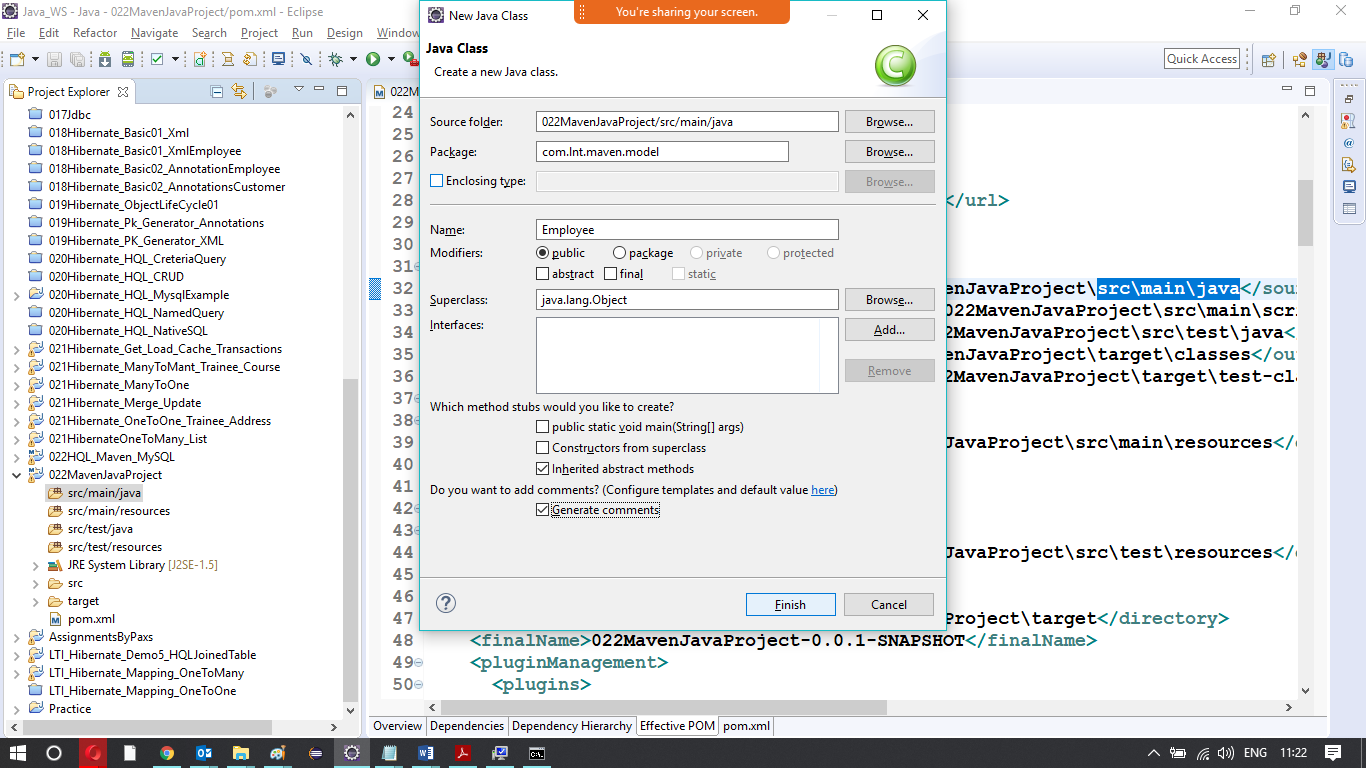 Java_WS - 022MavenJavaProject/pom.xml - Eclipse
New Java Class
You're sharing your screen.
File Edit Refactor Navigate Search Project Run Design Window
Quick Access
Project Explorer
017Jdbc
018Hibernate_Basic01_Xml
018Hibernate_Basic01_XmlEmployee
018Hibernate_Basic02_AnnotationEmployee
018Hibernate_Basic02_AnnotationsCustomer
019Hibernate_ObjectLifeCycle01
019Hibernate_Pk_Generator_Annotations
019Hibernate_PK_Generator_XML
020Hibernate_HQL_CreteriaQuery
020Hibernate_HQL_CRUD
020Hibernate_HQL_MysqlExample
020Hibernate_HQL_NamedQuery
020Hibernate_HQL_NativeSQL
021Hibernate_Get_Load_Cache_Transactions
021Hibernate_ManyToMant_Trainee_Course
021Hibernate_ManyToOne
021Hibernate_Merge_Update
021Hibernate_OneToOne_Trainee_Address
021HibernateOneToMany_List
022HQL_Maven_MySQL
022MavenJavaProject
src/main/java
src/main/resources
src/test/java
src/test/resources
JRE System Library [J2SE-1.5]
src
target
pom.xml
AssignmentsByPaxs
LTI_Hibernate_Demo5_HQLJoinedTable
LTI_Hibernate_Mapping_OneToMany
LTI_Hibernate_Mapping_OneToOne
Practice
Java Class
Create a new Java class.
Source folder: 022MavenJavaProject/src/main/java Browse...
Package: com.lnt.maven.model Browse...
Enclosing type: Browse...
Name: Employee
Modifiers: public package private protected
abstract final static
Superclass: java.lang.Object Browse...
Interfaces: Add...
Remove
Which method stubs would you like to create?
public static void main(String[] args)
Constructors from superclass
Inherited abstract methods
Do you want to add comments? (Configure templates and default value here)
Generate comments
Finish Cancel
022M
24
25
26
27
28 </url>
29
30
31
32 enJavaProject\src\main\java</sour
33 022MavenJavaProject\src\main\scri
34 2MavenJavaProject\src\test\java<
35 enJavaProject\target\classes</ou
36 2MavenJavaProject\target\test-cla
37
38
39 JavaProject\src\main\resources</
40
41
42
43
44 JavaProject\src\test\resources</
45
46
47 Project\target</directory>
48 <finalName>022MavenJavaProject-0.0.1-SNAPSHOT</finalName>
49 <pluginManagement>
50 <plugins>
Overview Dependencies Dependency Hierarchy Effective POM pom.xml
ENG 11:22